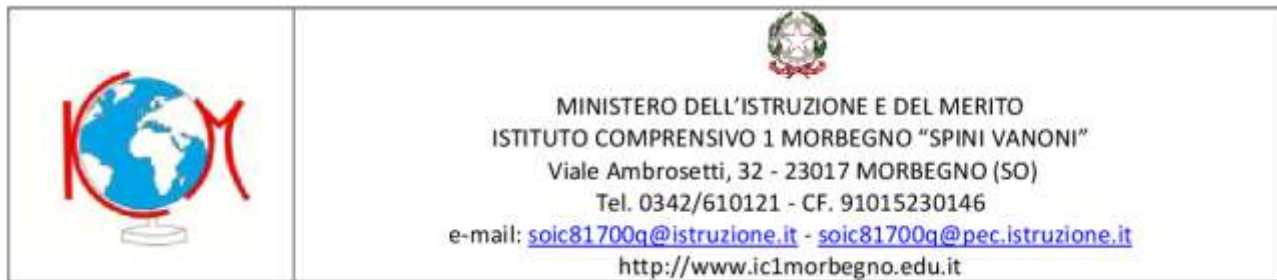 ICM
MINISTERO DELL'ISTRUZIONE E DEL MERITO
ISTITUTO COMPRENSIVO 1 MORBEGNO "SPINI VANONI"
Viale Ambrosetti, 32 - 23017 MORBEGNO (SO)
Tel. 0342/610121 - CF. 91015230146
e-mail: soic81700q@istruzione.it - soic81700q@pec.istruzione.it
http://www.ic1morbegno.edu.it